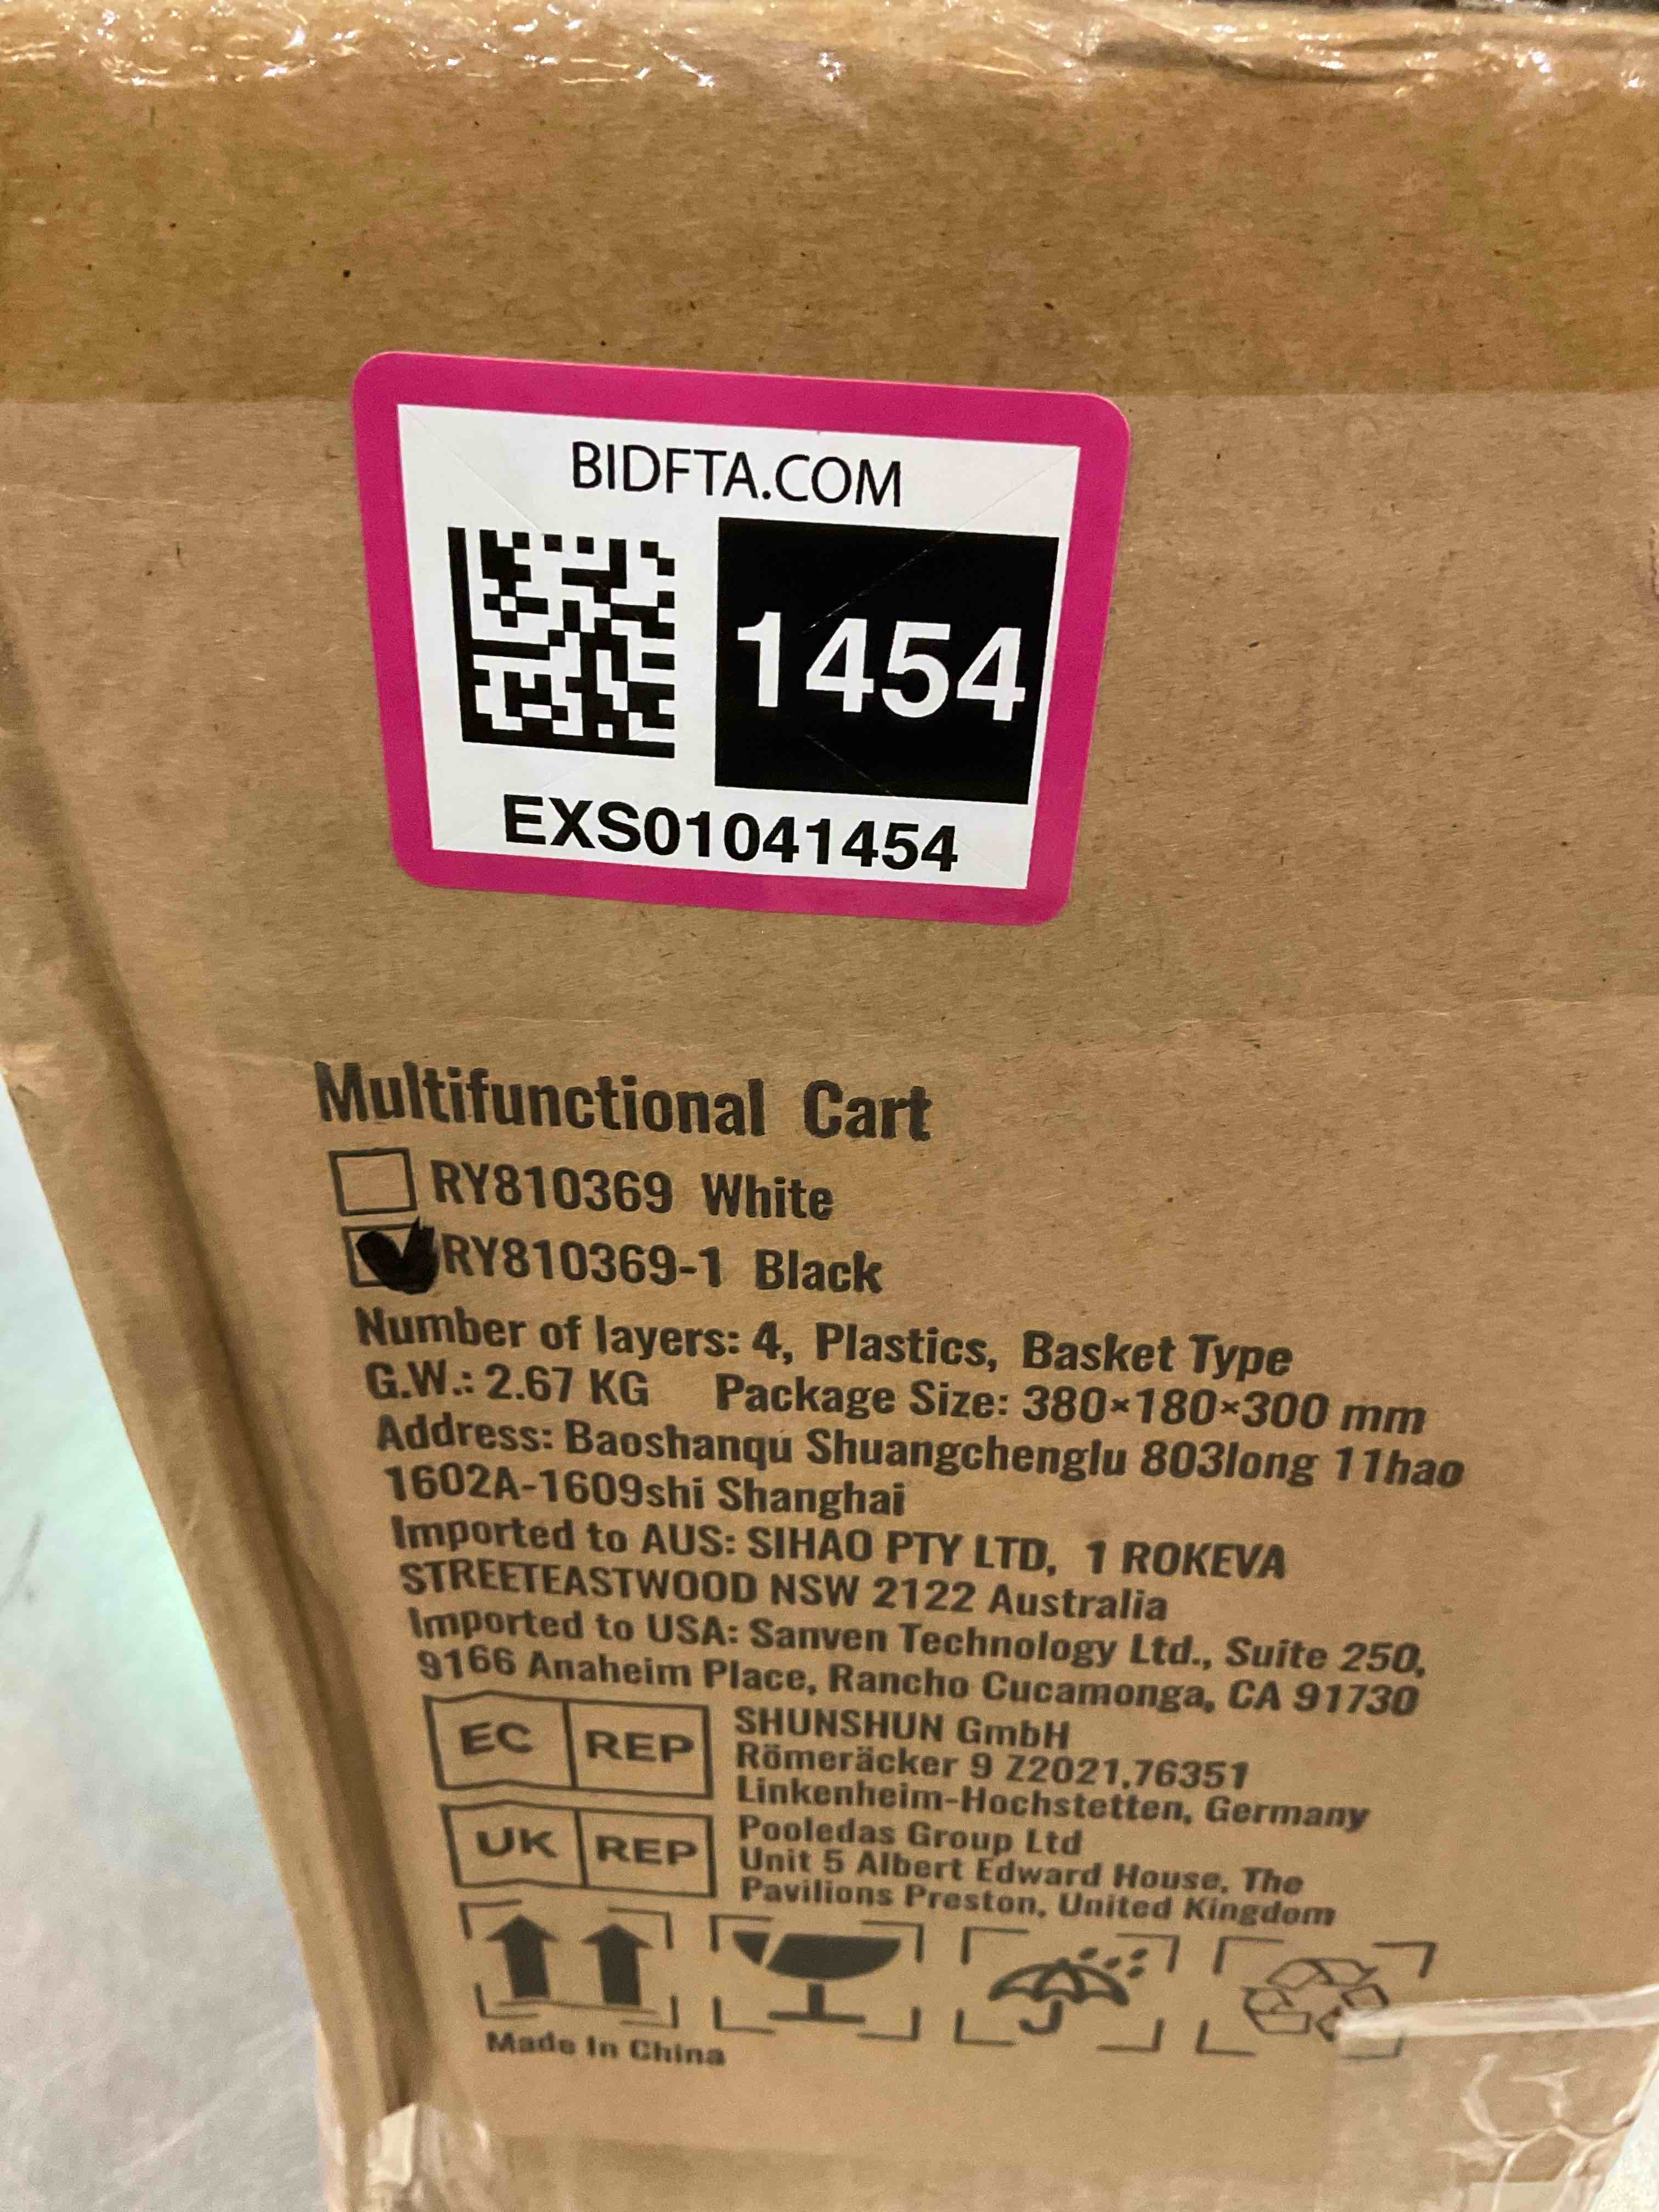 BIDFTA.COM
1454
EXS01041454
Multifunctional Cart
RY810369 White
RY810369-1 Black
Number of layers: 4, Plastics, Basket Type
G.W.: 2.67 KG Package Size: 380×180×300 mm
Address: Baoshanqu Shuangchenglu 803long 11hao
1602A-1609shi Shanghai
Imported to AUS: SIHAO PTY LTD, 1 ROKEVA
STREETEASTWOOD NSW 2122 Australia
Imported to USA: Sanven Technology Ltd., Suite 250,
9166 Anaheim Place, Rancho Cucamonga, CA 91730
EC REP
SHUNSHUN GmbH
Römeräcker 9 Z2021,76351
Linkenheim-Hochstetten, Germany
UK REP
Pooledas Group Ltd
Unit 5 Albert Edward House, The
Pavilions Preston, United Kingdom
Made In China